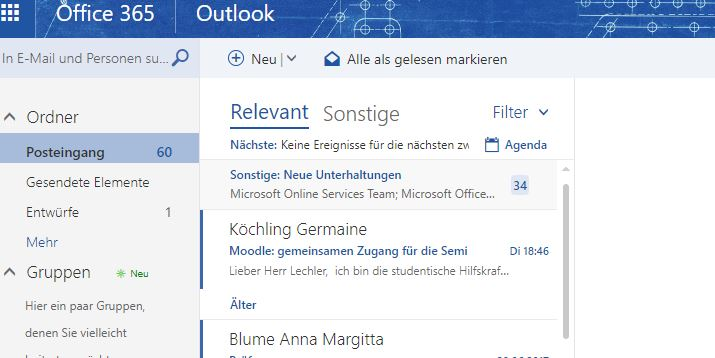 Office 365 Outlook
In E-Mail und Personen su...
Neu
Alle als gelesen markieren
Ordner
Posteingang 60
Gesendete Elemente
Entwürfe 1
Mehr
Gruppen Neu
Hier ein paar Gruppen,
denen Sie vielleicht
Relevant Sonstige Filter
Nächste: Keine Ereignisse für die nächsten zw Agenda
Sonstige: Neue Unterhaltungen
Microsoft Online Services Team; Microsoft Office... 34
Köchling Germaine
Moodle: gemeinsamen Zugang für die Semi Di 18:46
Lieber Herr Lechler, ich bin die studentische Hilfskraf...
Älter
Blume Anna Margitta